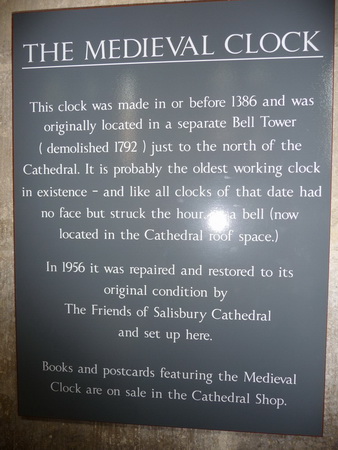 THE MEDIEVAL CLOCK
This clock was made in or before 1386 and was
originally located in a separate Bell Tower
( demolished 1792 ) just to the north of the
Cathedral. It is probably the oldest working clock
in existence - and like all clocks of that date had
no face but struck the hour a bell (now
located in the Cathedral roof space.)
In 1956 it was repaired and restored to its
original condition by
The Friends of Salisbury Cathedral
and set up here.
Books and postcards featuring the Medieval
Clock are on sale in the Cathedral Shop.